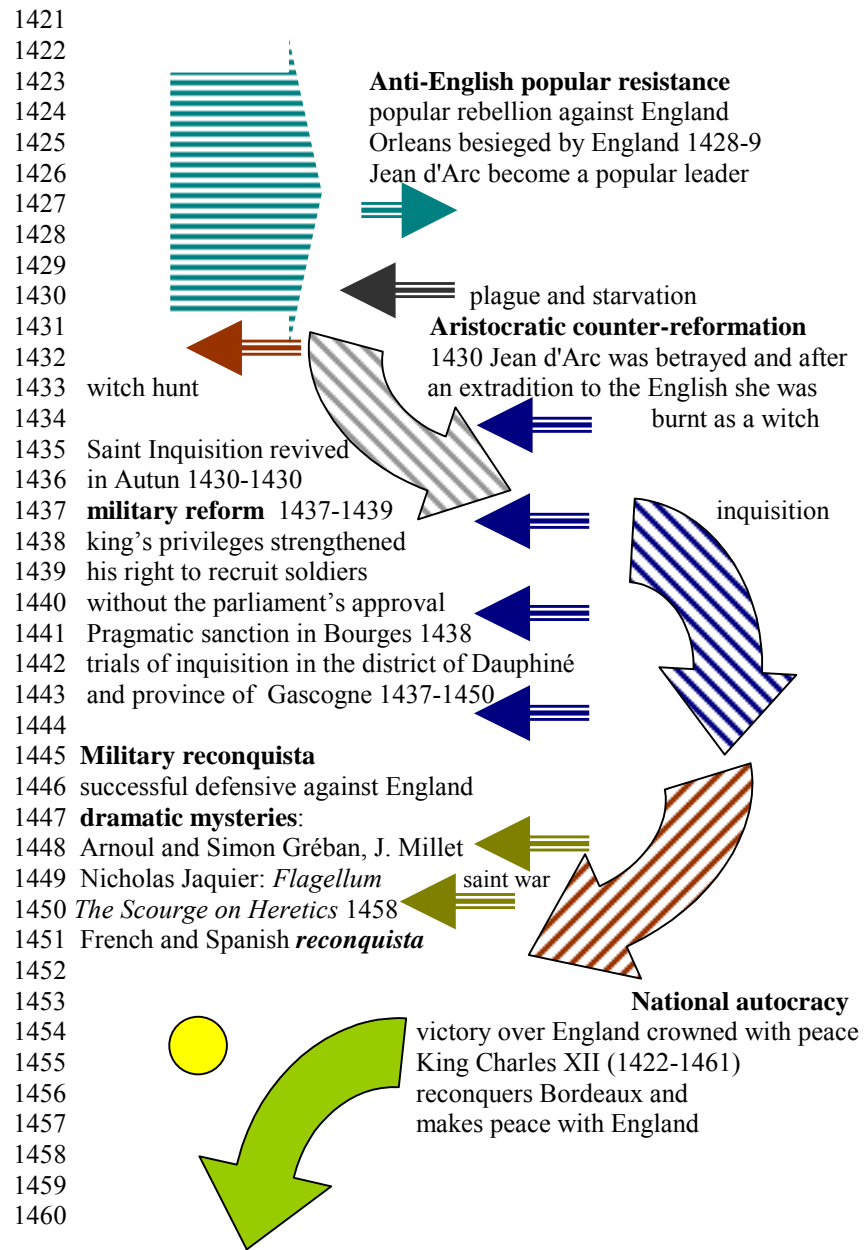 1421
1422
1423 Anti-English popular resistance
1424 popular rebellion against England
1425 Orleans besieged by England 1428-9
1426 Jean d'Arc become a popular leader
1427
1428
1429
1430 plague and starvation
1431 Aristocratic counter-reformation
1432 1430 Jean d'Arc was betrayed and after
1433 witch hunt an extradition to the English she was
1434 burnt as a witch
1435 Saint Inquisition revived
1436 in Autun 1430-1430
1437 military reform 1437-1439 inquisition
1438 king's privileges strengthened
1439 his right to recruit soldiers
1440 without the parliament's approval
1441 Pragmatic sanction in Bourges 1438
1442 trials of inquisition in the district of Dauphiné
1443 and province of Gascogne 1437-1450
1444
1445 Military reconquista
1446 successful defensive against England
1447 dramatic mysteries:
1448 Arnoul and Simon Gréban, J. Millet
1449 Nicholas Jaquier: Flagellum saint war
1450 The Scourge on Heretics 1458
1451 French and Spanish reconquista
1452
1453 National autocracy
1454 victory over England crowned with peace
1455 King Charles XII (1422-1461)
1456 reconquers Bordeaux and
1457 makes peace with England
1458
1459
1460